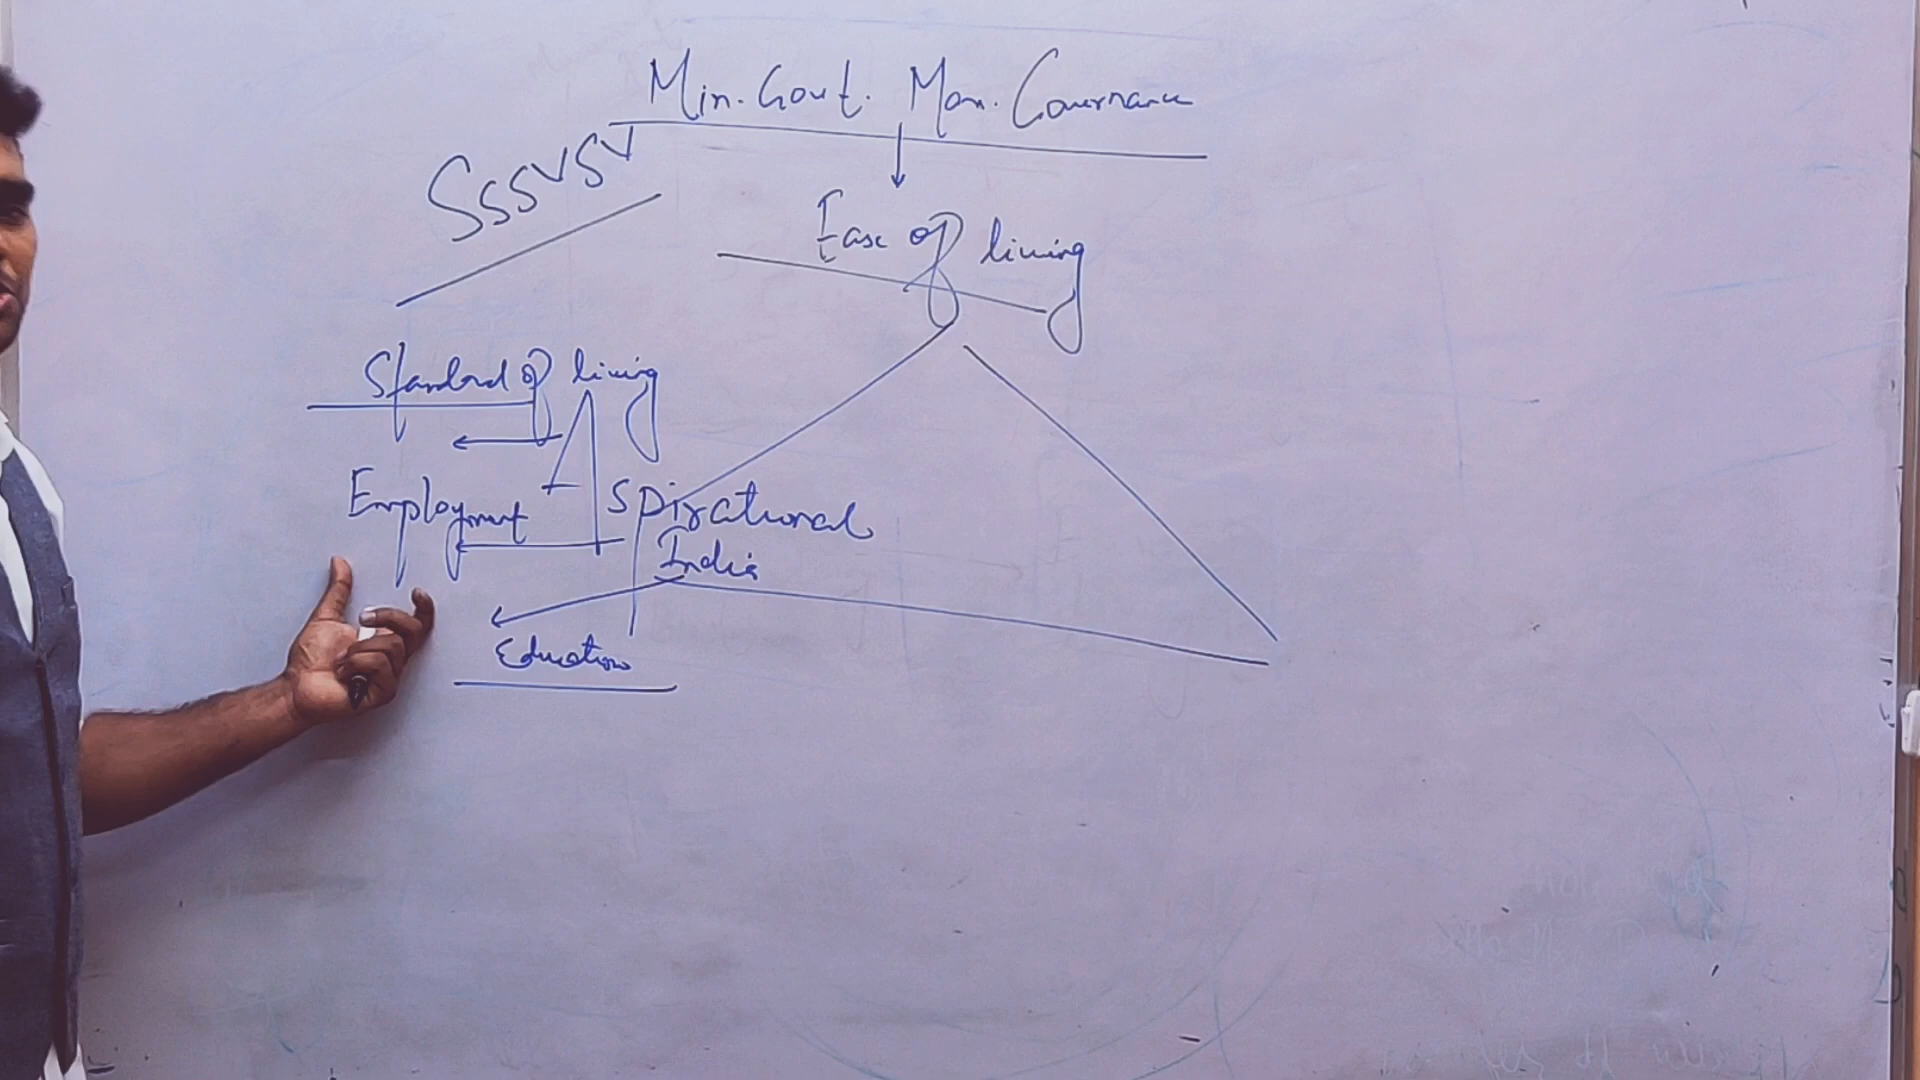 Min. Govt. Max. Governance
SSSVSV
Ease of living
Standard of living
Employment
Aspirational
India
Education